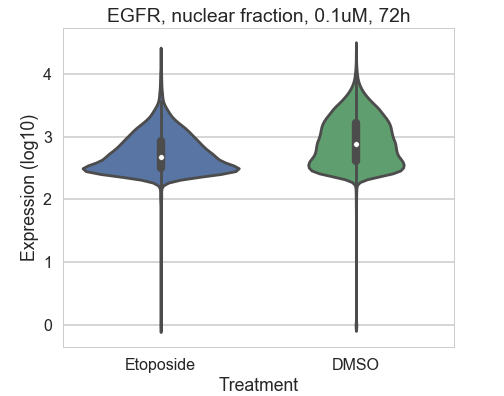 EGFR, nuclear fraction, 0.1uM, 72h
Expression (log10)
4
3
2
1
0
Etoposide DMSO
Treatment